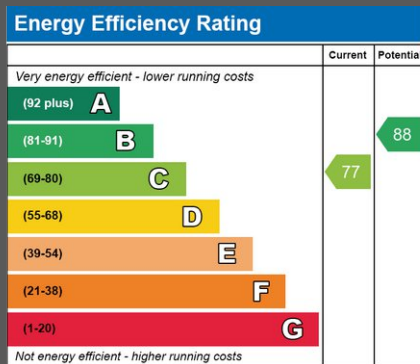 Energy Efficiency Rating
Current Potential
Very energy efficient - lower running costs
(92 plus) A
(81-91) B 88
(69-80) C 77
(55-68) D
(39-54) E
(21-38) F
(1-20) G
Not energy efficient - higher running costs